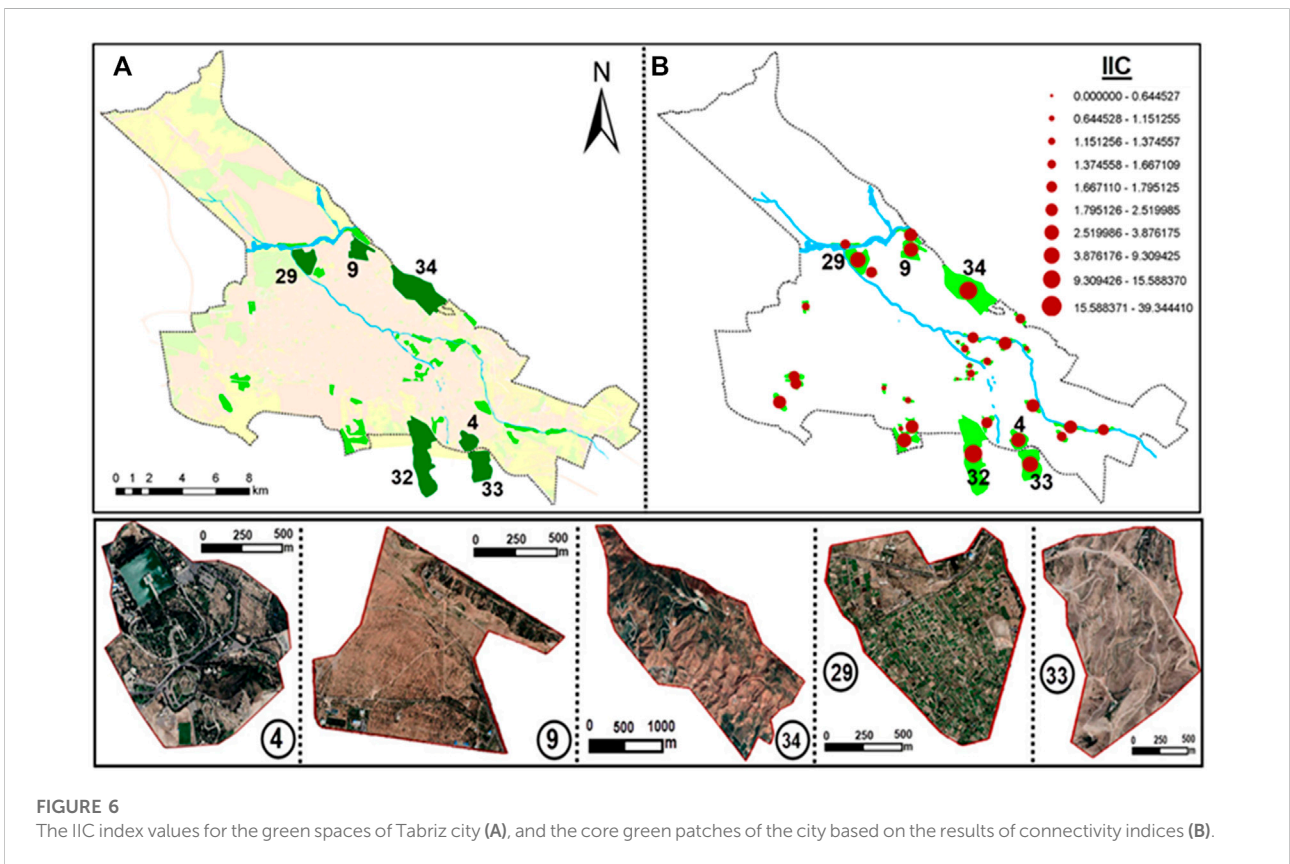 A
N
29
9
34
4
32
33
0 1 2 4 6 8
km
B
IIC
0.000000 - 0.644527
0.644528 - 1.151255
1.151256 - 1.374557
1.374558 - 1.667109
1.667110 - 1.795125
1.795126 - 2.519985
2.519986 - 3.876175
3.876176 - 9.309425
9.309426 - 15.588370
15.588371 - 39.344410
29
9
34
4
32
33
0 250 500
m
4
0 250 500
m
9
0 500 1000
m
34
29
0 250 500
m
33
0 250 500
m
FIGURE 6
The IIC index values for the green spaces of Tabriz city (A), and the core green patches of the city based on the results of connectivity indices (B).